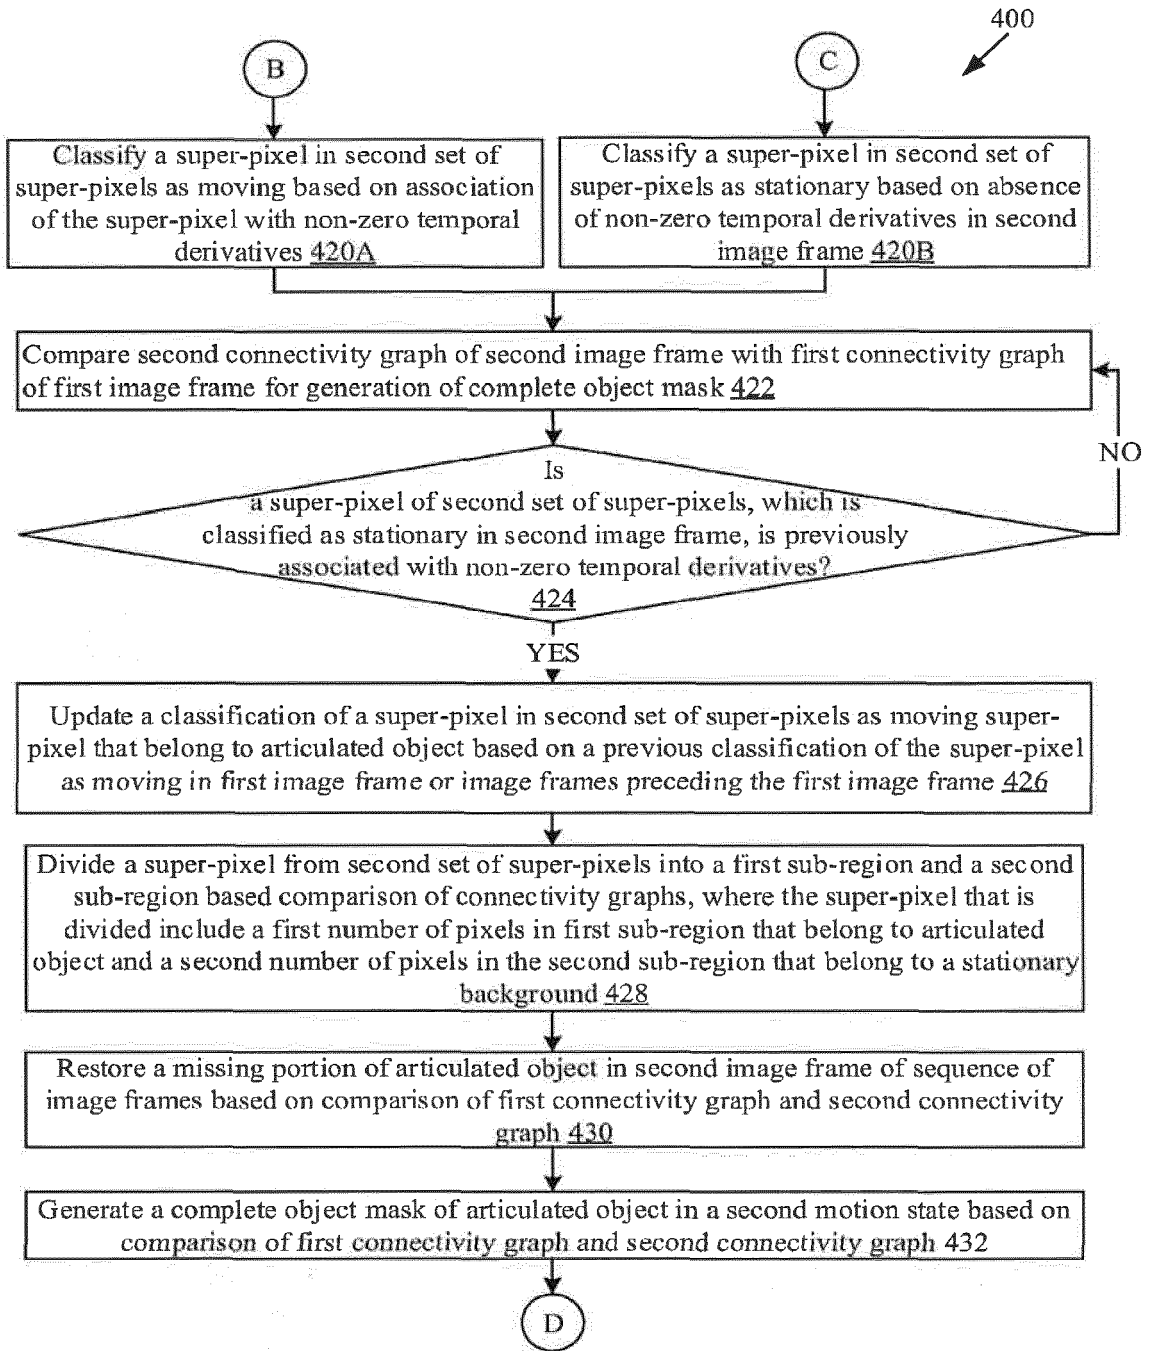 400
B
C
Classify a super-pixel in second set of
super-pixels as moving based on association
of the super-pixel with non-zero temporal
derivatives 420A
Classify a super-pixel in second set of
super-pixels as stationary based on absence
of non-zero temporal derivatives in second
image frame 420B
Compare second connectivity graph of second image frame with first connectivity graph
of first image frame for generation of complete object mask 422
NO
Is
a super-pixel of second set of super-pixels, which is
classified as stationary in second image frame, is previously
associated with non-zero temporal derivatives?
424
YES
Update a classification of a super-pixel in second set of super-pixels as moving super-
pixel that belong to articulated object based on a previous classification of the super-pixel
as moving in first image frame or image frames preceding the first image frame 426
Divide a super-pixel from second set of super-pixels into a first sub-region and a second
sub-region based comparison of connectivity graphs, where the super-pixel that is
divided include a first number of pixels in first sub-region that belong to articulated
object and a second number of pixels in the second sub-region that belong to a stationary
background 428
Restore a missing portion of articulated object in second image frame of sequence of
image frames based on comparison of first connectivity graph and second connectivity
graph 430
Generate a complete object mask of articulated object in a second motion state based on
comparison of first connectivity graph and second connectivity graph 432
D